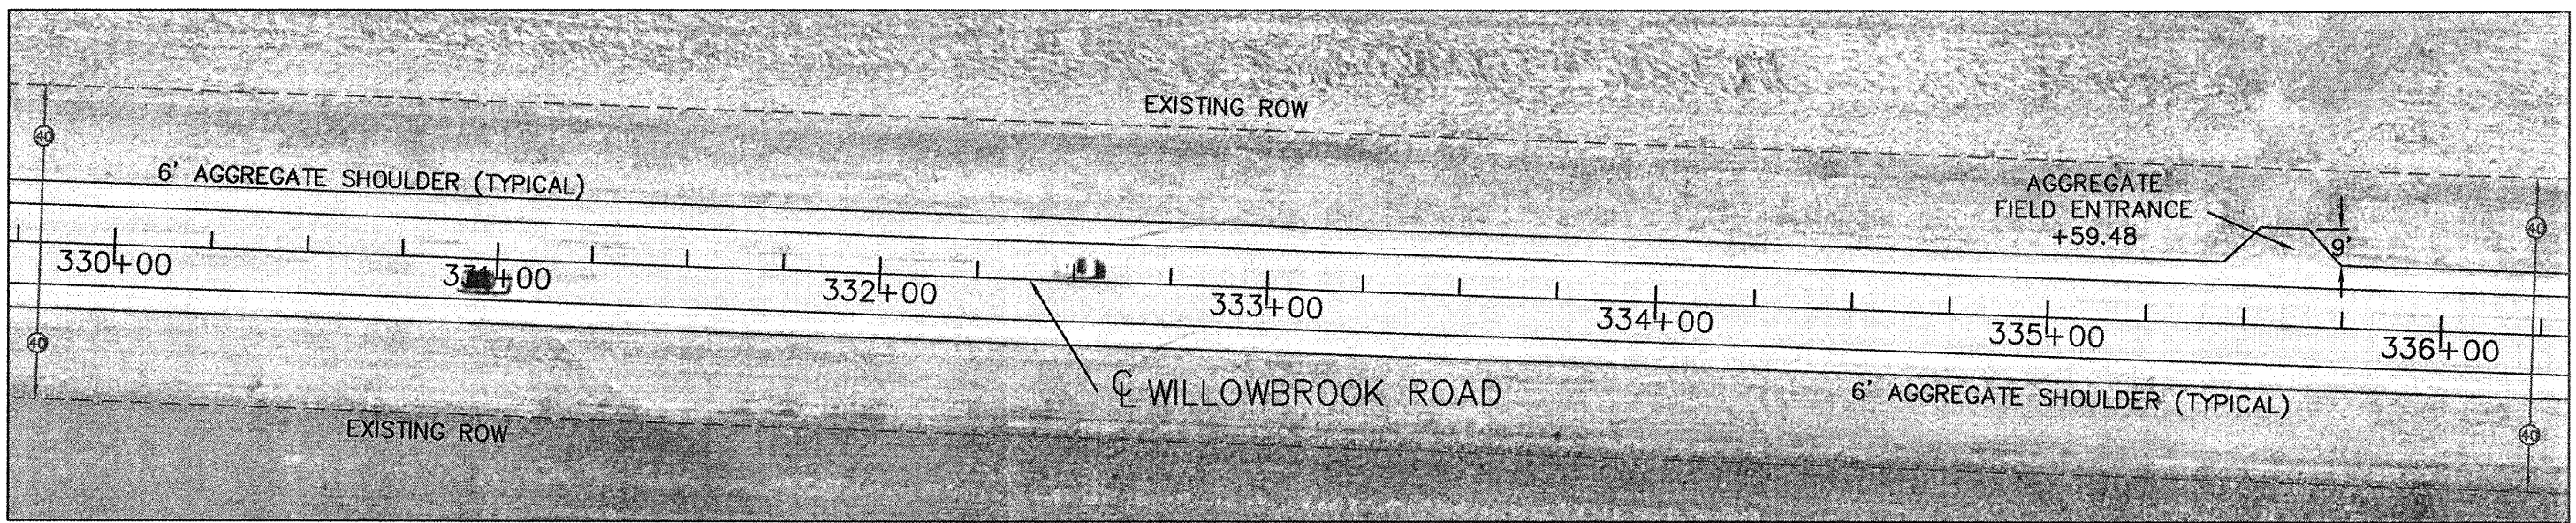 EXISTING ROW
40
6' AGGREGATE SHOULDER (TYPICAL)
AGGREGATE
FIELD ENTRANCE
+59.48
9'
40
330+00
331+00
332+00
333+00
334+00
335+00
336+00
40
℄ WILLOWBROOK ROAD
6' AGGREGATE SHOULDER (TYPICAL)
EXISTING ROW
40